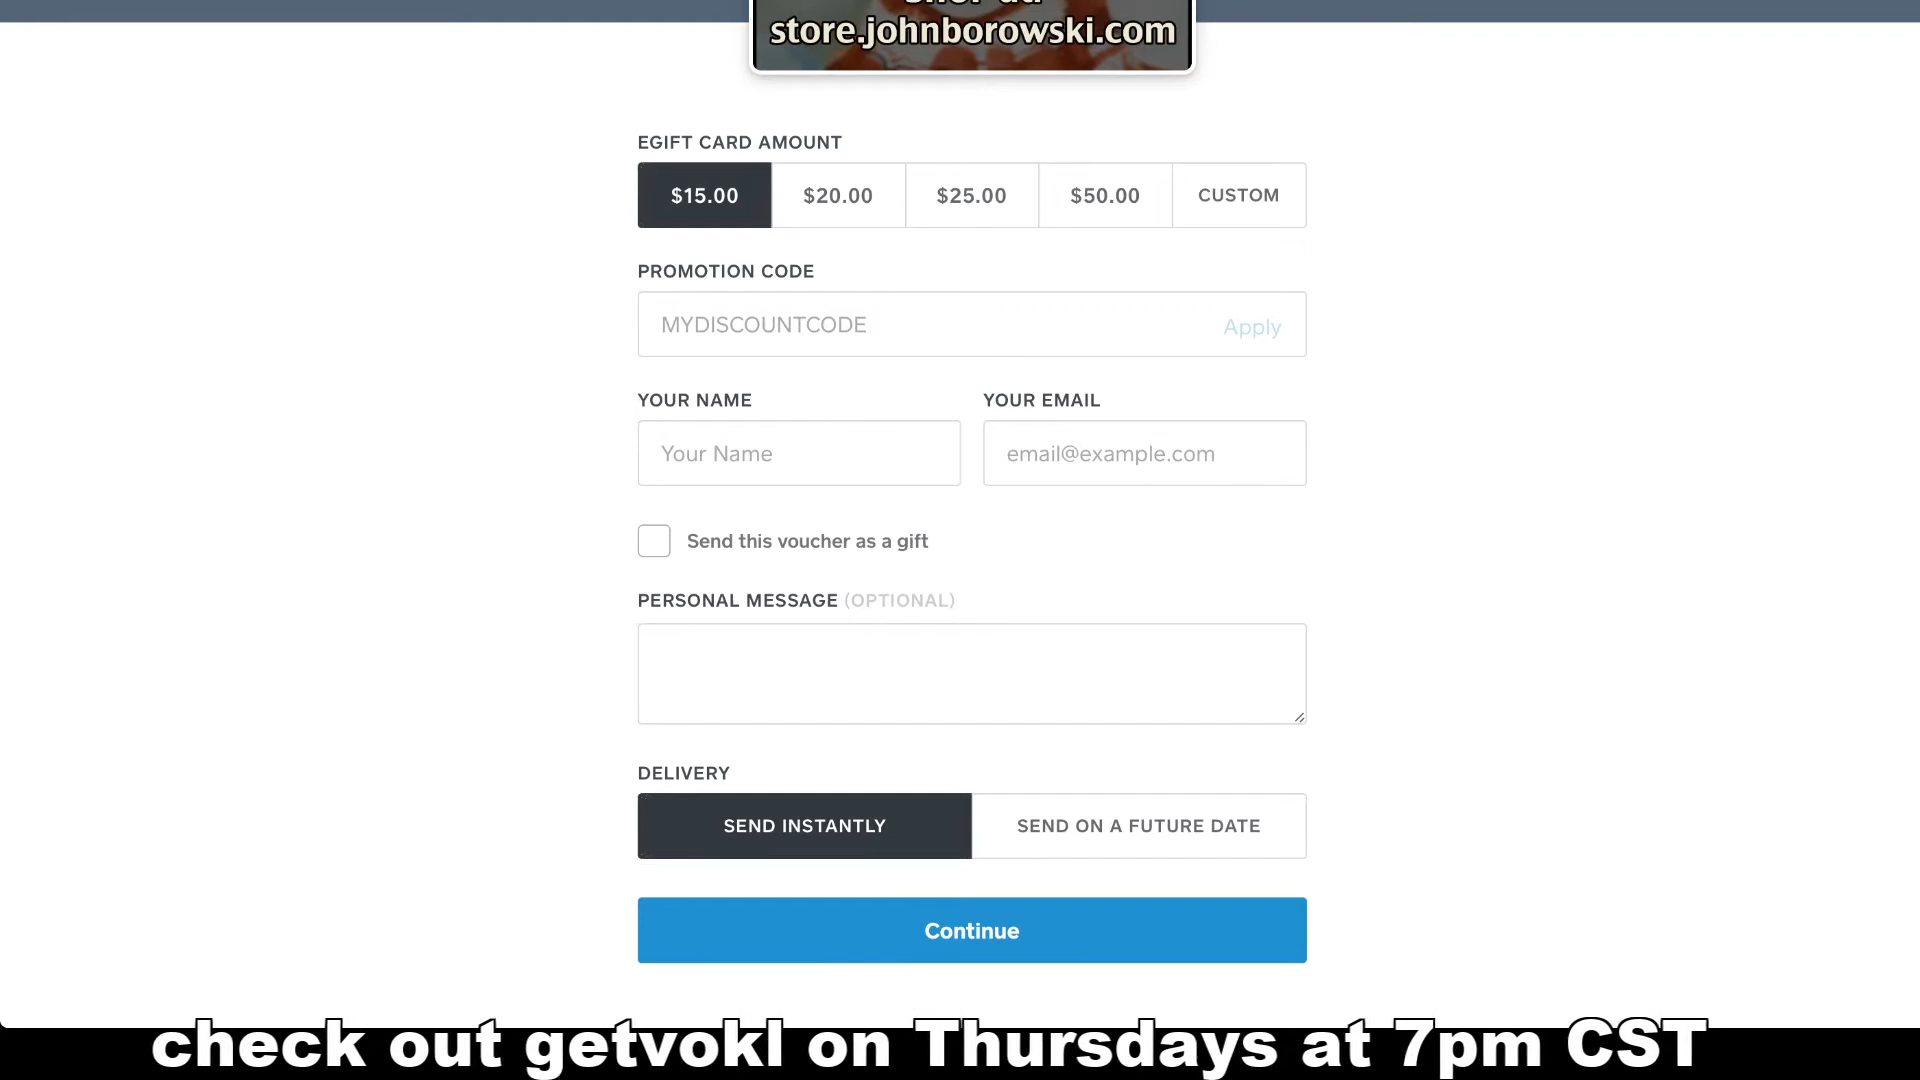 store.johnborowski.com
EGIFT CARD AMOUNT
$15.00 $20.00 $25.00 $50.00 CUSTOM
PROMOTION CODE
MYDISCOUNTCODE Apply
YOUR NAME YOUR EMAIL
Your Name email@example.com
Send this voucher as a gift
PERSONAL MESSAGE (OPTIONAL)
DELIVERY
SEND INSTANTLY SEND ON A FUTURE DATE
Continue
check out getvokl on Thursdays at 7pm CST